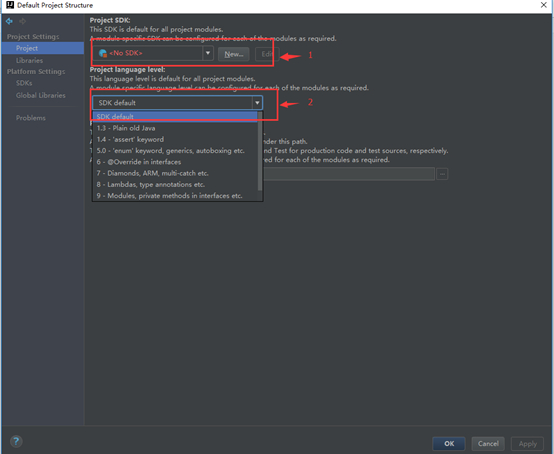 Default Project Structure
Project Settings:
Project
Libraries
Platform Settings:
SDKs
Global Libraries
Problems
Project SDK:
This SDK is default for all project modules.
A module specific SDK can be configured for each of the modules as required.
<No SDK>
New...
Edit
1
Project language level:
This language level is default for all project modules.
A module specific language level can be configured for each of the modules as required.
SDK default
2
SDK default
1.3 - Plain old Java
1.4 - 'assert' keyword
5.0 - 'enum' keyword, generics, autoboxing etc.
6 - @Override in interfaces
7 - Diamonds, ARM, multi-catch etc.
8 - Lambdas, type annotations etc.
9 - Modules, private methods in interfaces etc.
under this path.
and Test for production code and test sources, respectively.
for each of the modules as required.
...
?
OK
Cancel
Apply